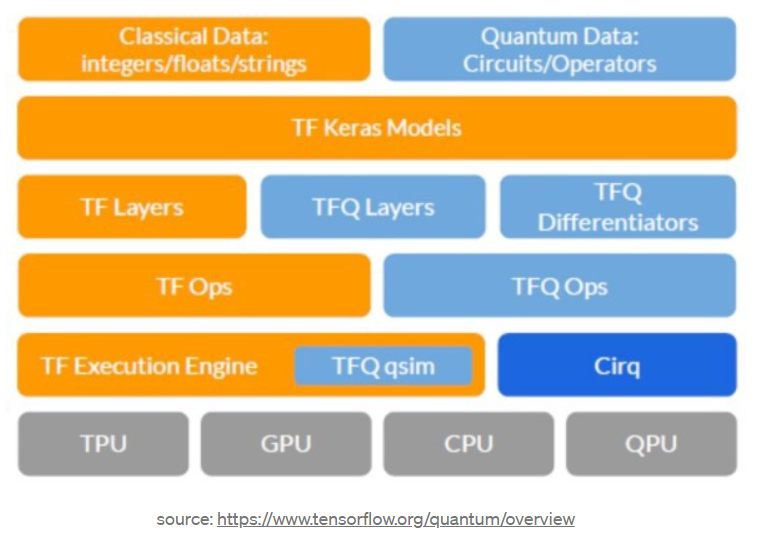 Classical Data:
integers/floats/strings
Quantum Data:
Circuits/Operators
TF Keras Models
TF Layers
TFQ Layers
TFQ
Differentiators
TF Ops
TFQ Ops
TF Execution Engine
TFQ qsim
Cirq
TPU
GPU
CPU
QPU
source: https://www.tensorflow.org/quantum/overview